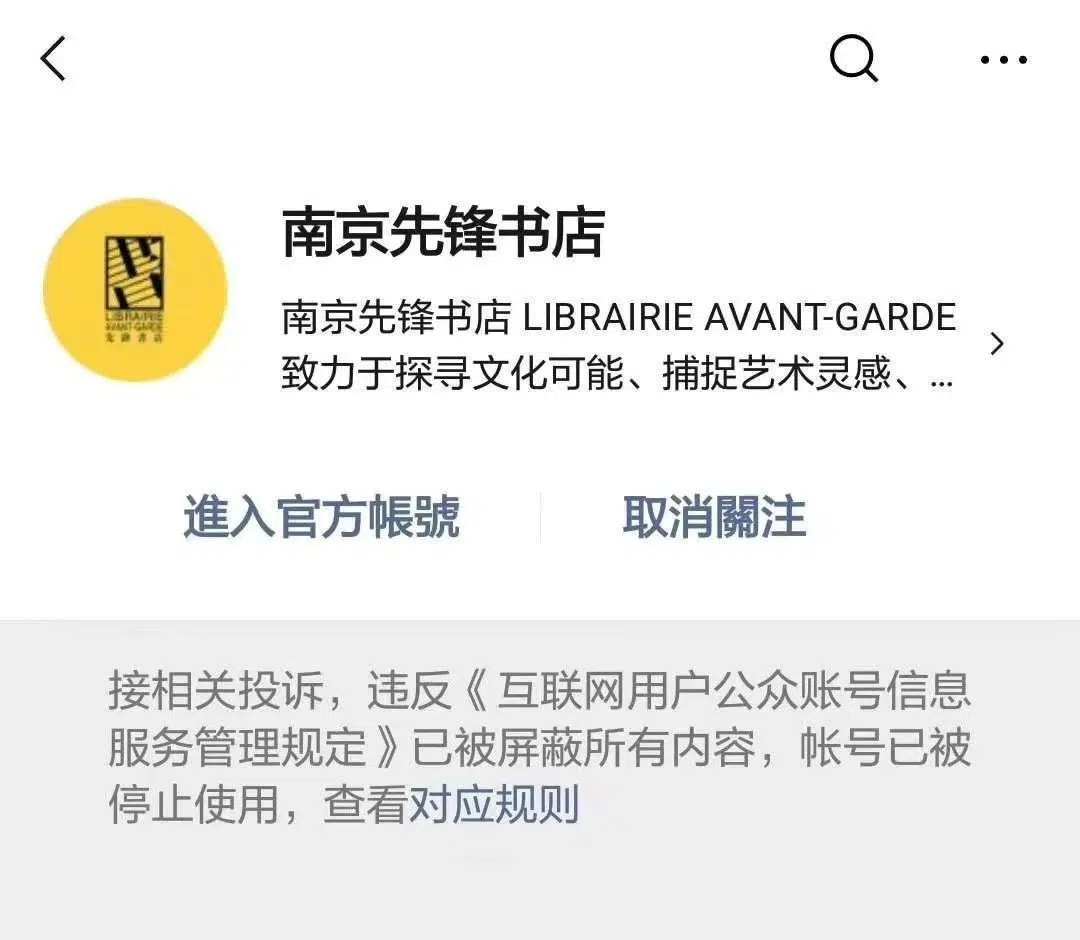 LIBRAIRIE
AVANT-GARDE
先鋒書店
南京先锋书店
南京先锋书店 LIBRAIRIE AVANT-GARDE
致力于探寻文化可能、捕捉艺术灵感、...
進入官方帳號
取消關注
接相关投诉，违反《互联网用户公众账号信息
服务管理规定》已被屏蔽所有内容，帐号已被
停止使用，查看对应规则